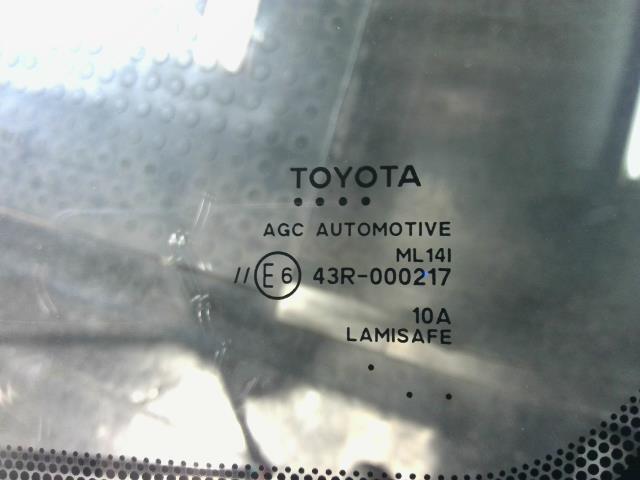 TOYOTA
AGC AUTOMOTIVE
ML14I
// E6 43R-000217
10A
LAMISAFE